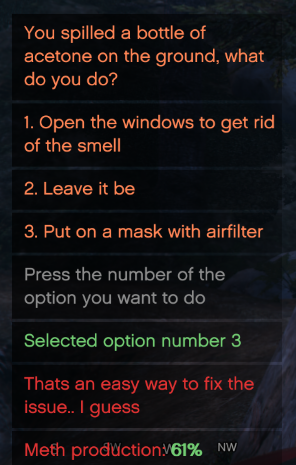 You spilled a bottle of
acetone on the ground, what
do you do?
1. Open the windows to get rid
of the smell
2. Leave it be
3. Put on a mask with airfilter
Press the number of the
option you want to do
Selected option number 3
Thats an easy way to fix the
issue.. I guess
Meth production: 61%
NW